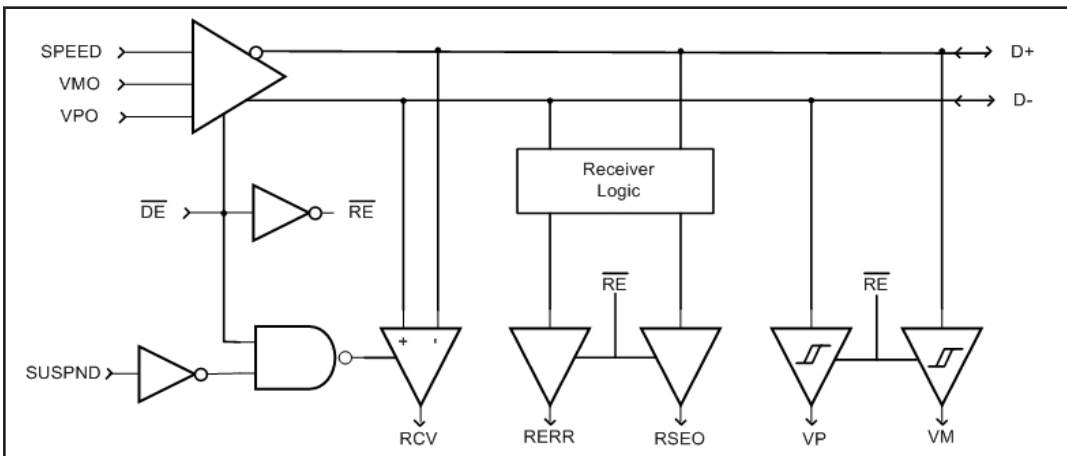 SPEED
VMO
VPO
D+
D-
Receiver
Logic
DE
RE
RE
RE
+
-
SUSPND
RCV
RERR
RSEO
VP
VM